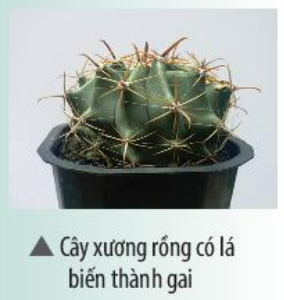 ▲ Cây xương rồng có lá
biến thành gai